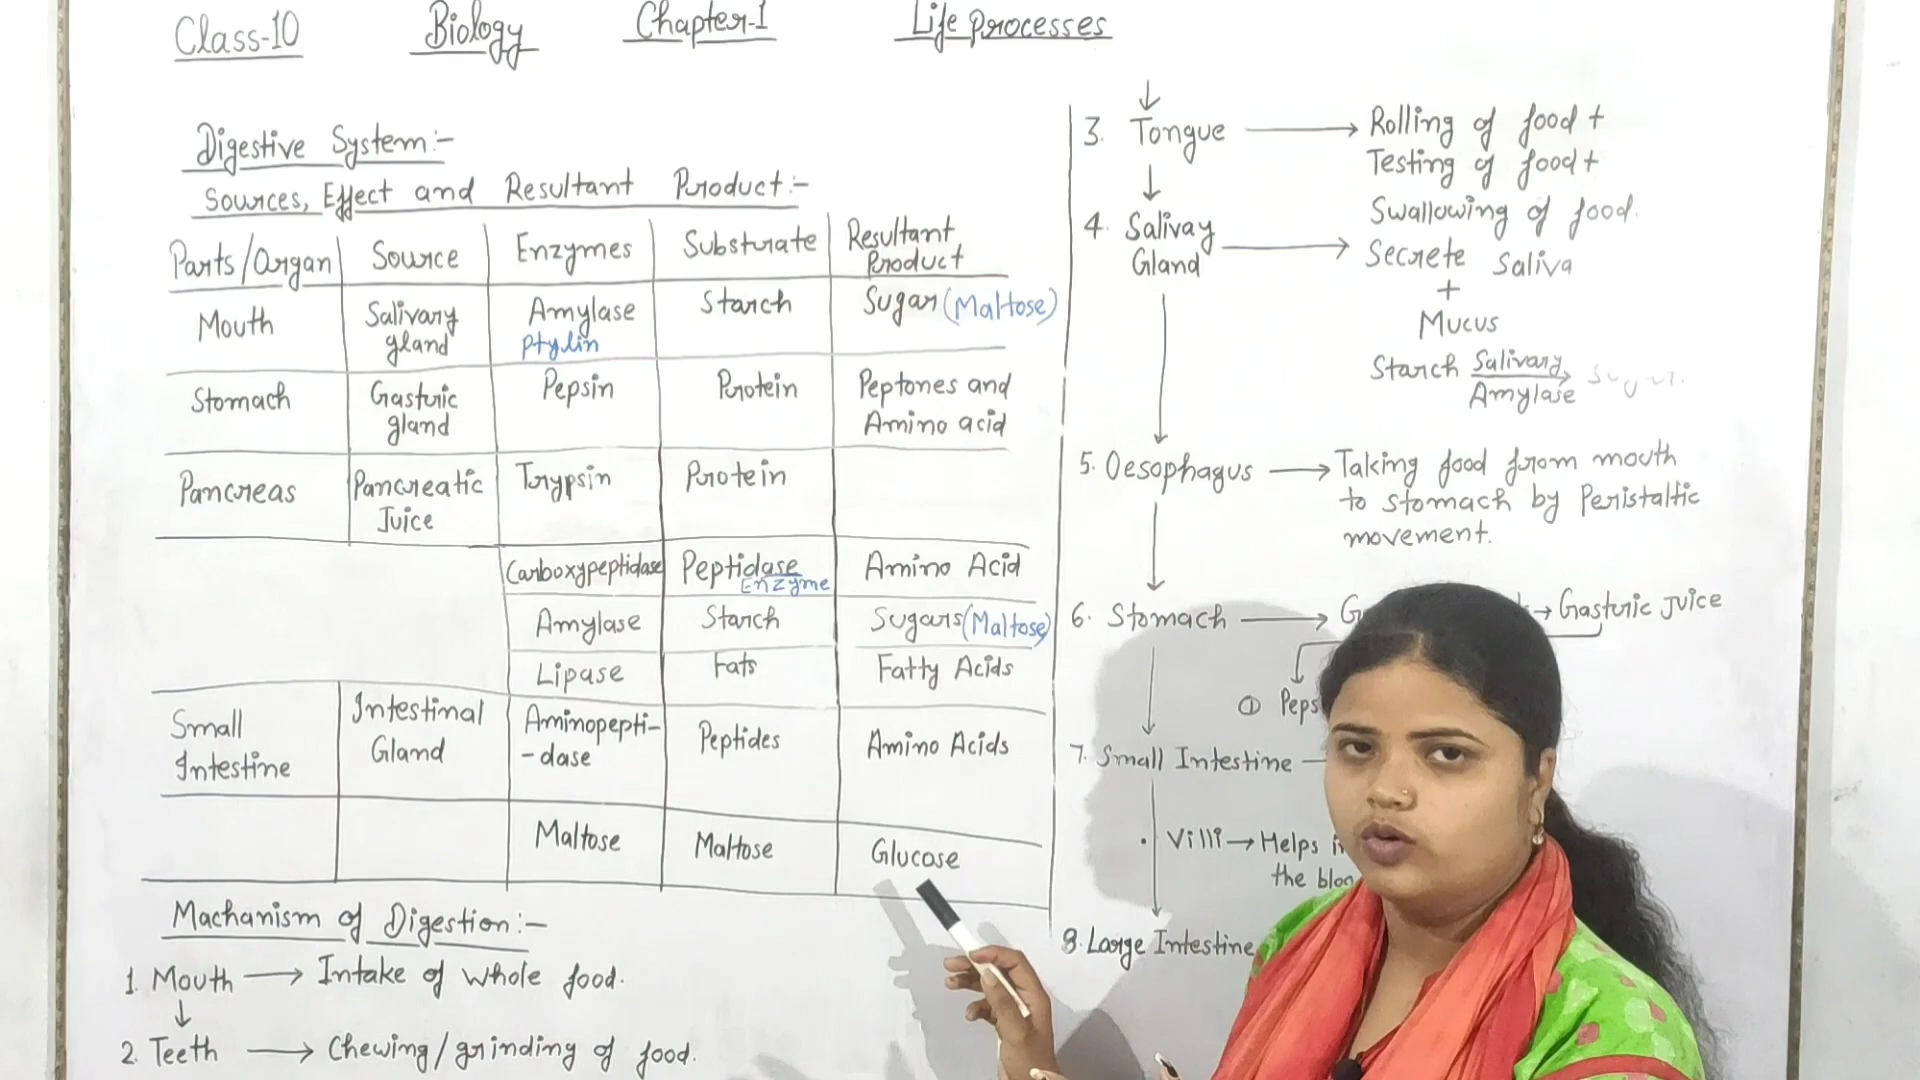 Class-10 Biology Chapter-1 Life Processes
Digestive System:-
Sources, Effect and Resultant Product:-
Parts/Organ Source Enzymes Substrate Resultant Product
Mouth Salivary gland Amylase Ptylin Starch Sugar (Maltose)
Stomach Gastric gland Pepsin Protein Peptones and Amino acid
Pancreas Pancreatic Juice Trypsin Protein
Carboxypeptidase Peptidase Enzyme Amino Acid
Amylase Starch Sugars (Maltose)
Lipase Fats Fatty Acids
Small Intestine Intestinal Gland Aminopepti-dase Peptides Amino Acids
Maltose Maltose Glucose
Machanism of Digestion:-
1. Mouth → Intake of whole food.
↓
2. Teeth → Chewing/grinding of food.
↓
3. Tongue → Rolling of food +
Testing of food +
Swallowing of food.
↓
4. Salivay Gland → Secrete Saliva
+
Mucus
Starch Salivary Amylase → Sugar.
↓
5. Oesophagus → Taking food from mouth
to stomach by Peristaltic
movement.
↓
6. Stomach → → Gastric Juice
①
↓
7. Small Intestine
• Villi → Helps
the
8. Large Intestine